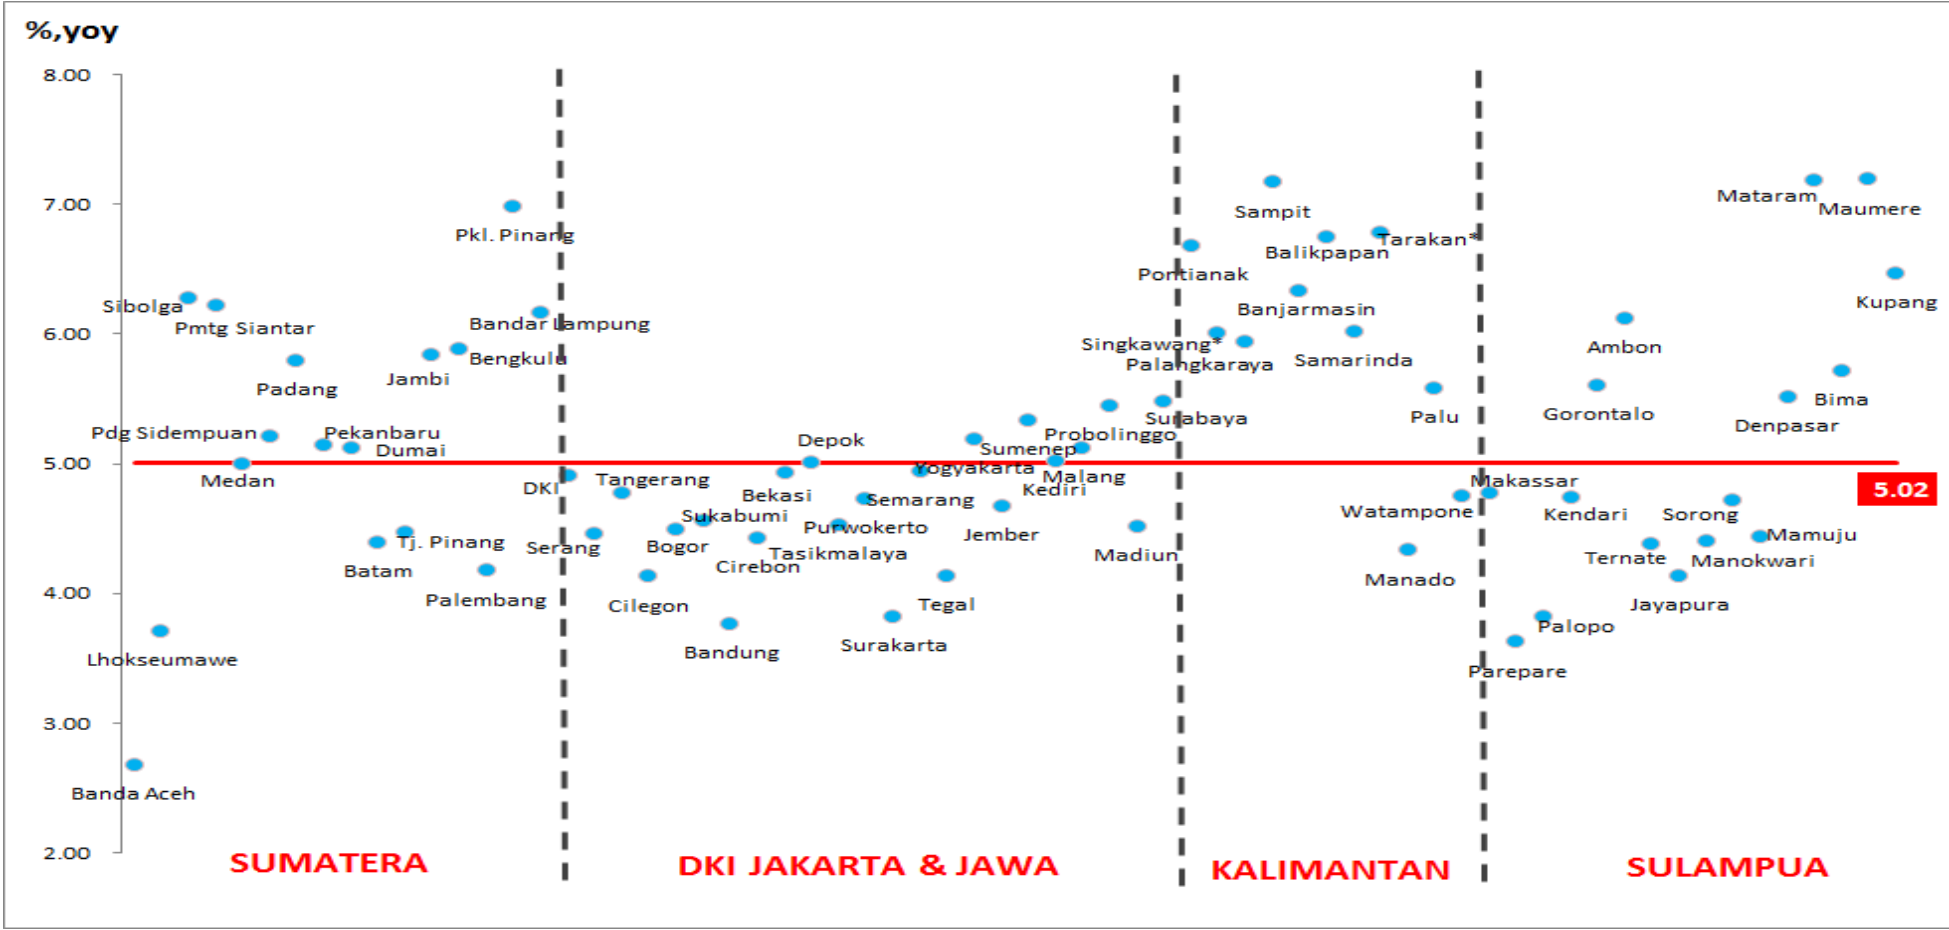 %,yoy
8.00
7.00
6.00
5.00
4.00
3.00
2.00
Banda Aceh
Lhokseumawe
Sibolga
Pmtg Siantar
Medan
Pdg Sidempuan
Padang
Pekanbaru
Dumai
Batam
Tj. Pinang
Jambi
Bengkulu
Palembang
Pkl. Pinang
Bandar Lampung
DKI
Serang
Tangerang
Cilegon
Bogor
Sukabumi
Bandung
Cirebon
Bekasi
Depok
Tasikmalaya
Purwokerto
Semarang
Surakarta
Yogyakarta
Tegal
Sumenep
Jember
Kediri
Malang
Probolinggo
Madiun
Surabaya
Pontianak
Singkawang*
Palangkaraya
Sampit
Banjarmasin
Balikpapan
Samarinda
Tarakan*
Manado
Palu
Watampone
Makassar
Parepare
Palopo
Kendari
Gorontalo
Ambon
Ternate
Jayapura
Manokwari
Sorong
Mamuju
Denpasar
Mataram
Bima
Maumere
Kupang
5.02
SUMATERA
DKI JAKARTA & JAWA
KALIMANTAN
SULAMPUA